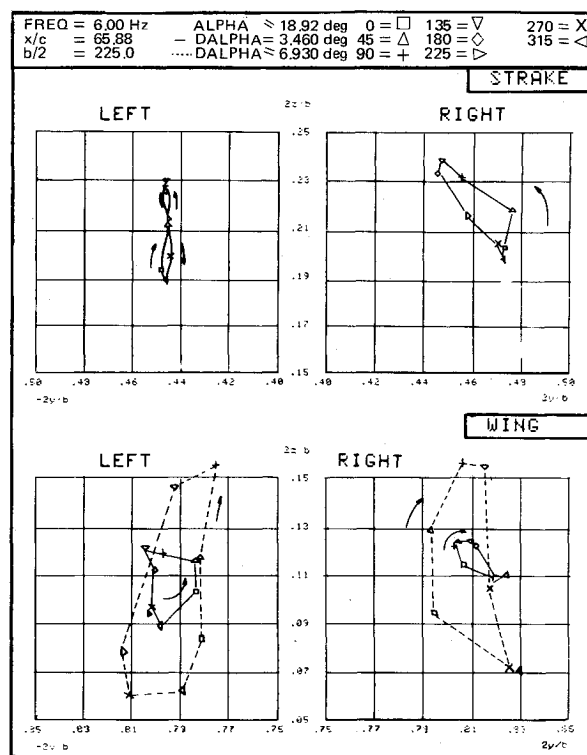 FREQ = 6,00 Hz ALPHA ≈ 18.92 deg 0 = □ 135 = ▽ 270 = X
x/c = 65.88 — DALPHA = 3.460 deg 45 = △ 180 = ◇ 315 = ◁
b/2 = 225.0 ----- DALPHA ≈ 6.930 deg 90 = + 225 = ▷
STRAKE
LEFT 2z·b RIGHT
.23
.21
.19
.15
.50 .48 .46 .44 .42 .40 .40 .42 .44 .46 .48 .50
-2y·b
WING
LEFT 2z·b RIGHT
.15
.13
.11
.09
.07
.05
.85 .83 .81 .79 .77 .75 .75 .77 .79 .81 .83 .85
-2y·b 2y/b